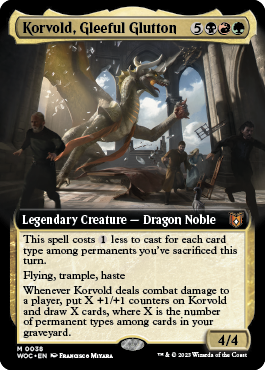 Korvold, Gleeful Glutton 5
Legendary Creature — Dragon Noble
This spell costs 1 less to cast for each card
type among permanents you've sacrificed this
turn.
Flying, trample, haste
Whenever Korvold deals combat damage to
a player, put X +1/+1 counters on Korvold
and draw X cards, where X is the number
of permanent types among cards in your
graveyard.
4/4
M 0038
WOC • EN Francisco Miyara
™ & © 2023 Wizards of the Coast